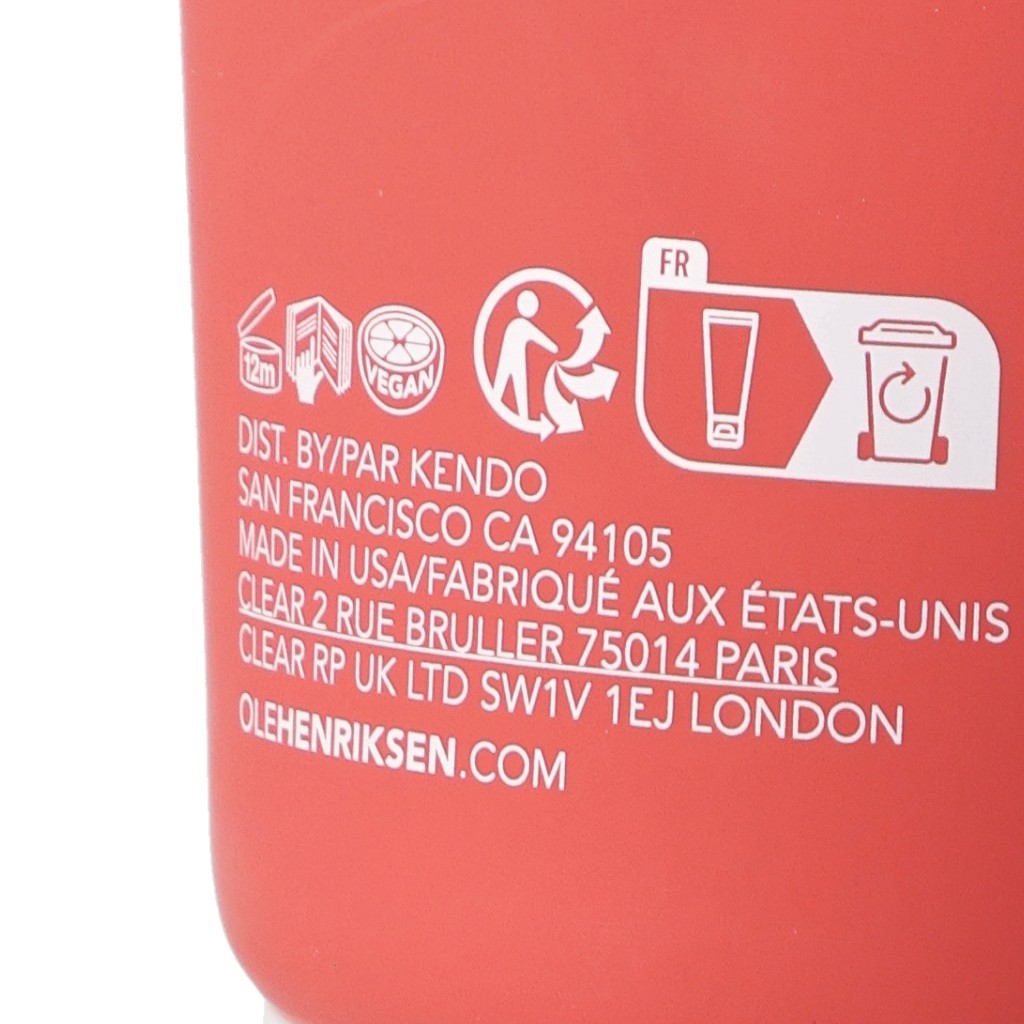 FR
12m
VEGAN
DIST. BY/PAR KENDO
SAN FRANCISCO CA 94105
MADE IN USA/FABRIQUÉ AUX ÉTATS-UNIS
CLEAR 2 RUE BRULLER 75014 PARIS
CLEAR RP UK LTD SW1V 1EJ LONDON
OLEHENRIKSEN.COM